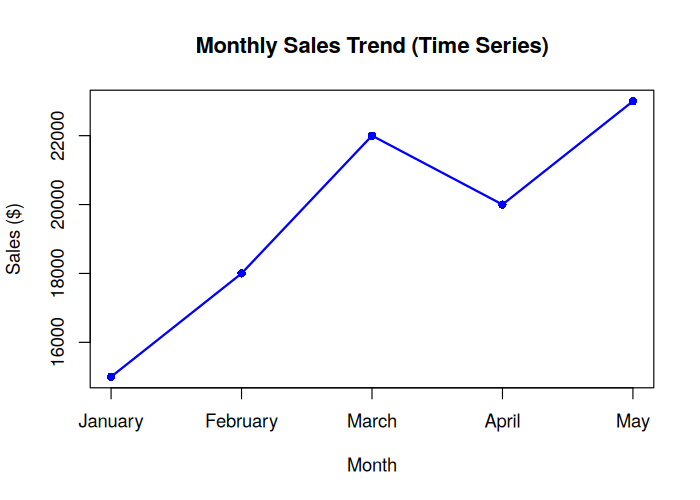 Monthly Sales Trend (Time Series)
Sales ($)
22000
20000
18000
16000
January February March April May
Month